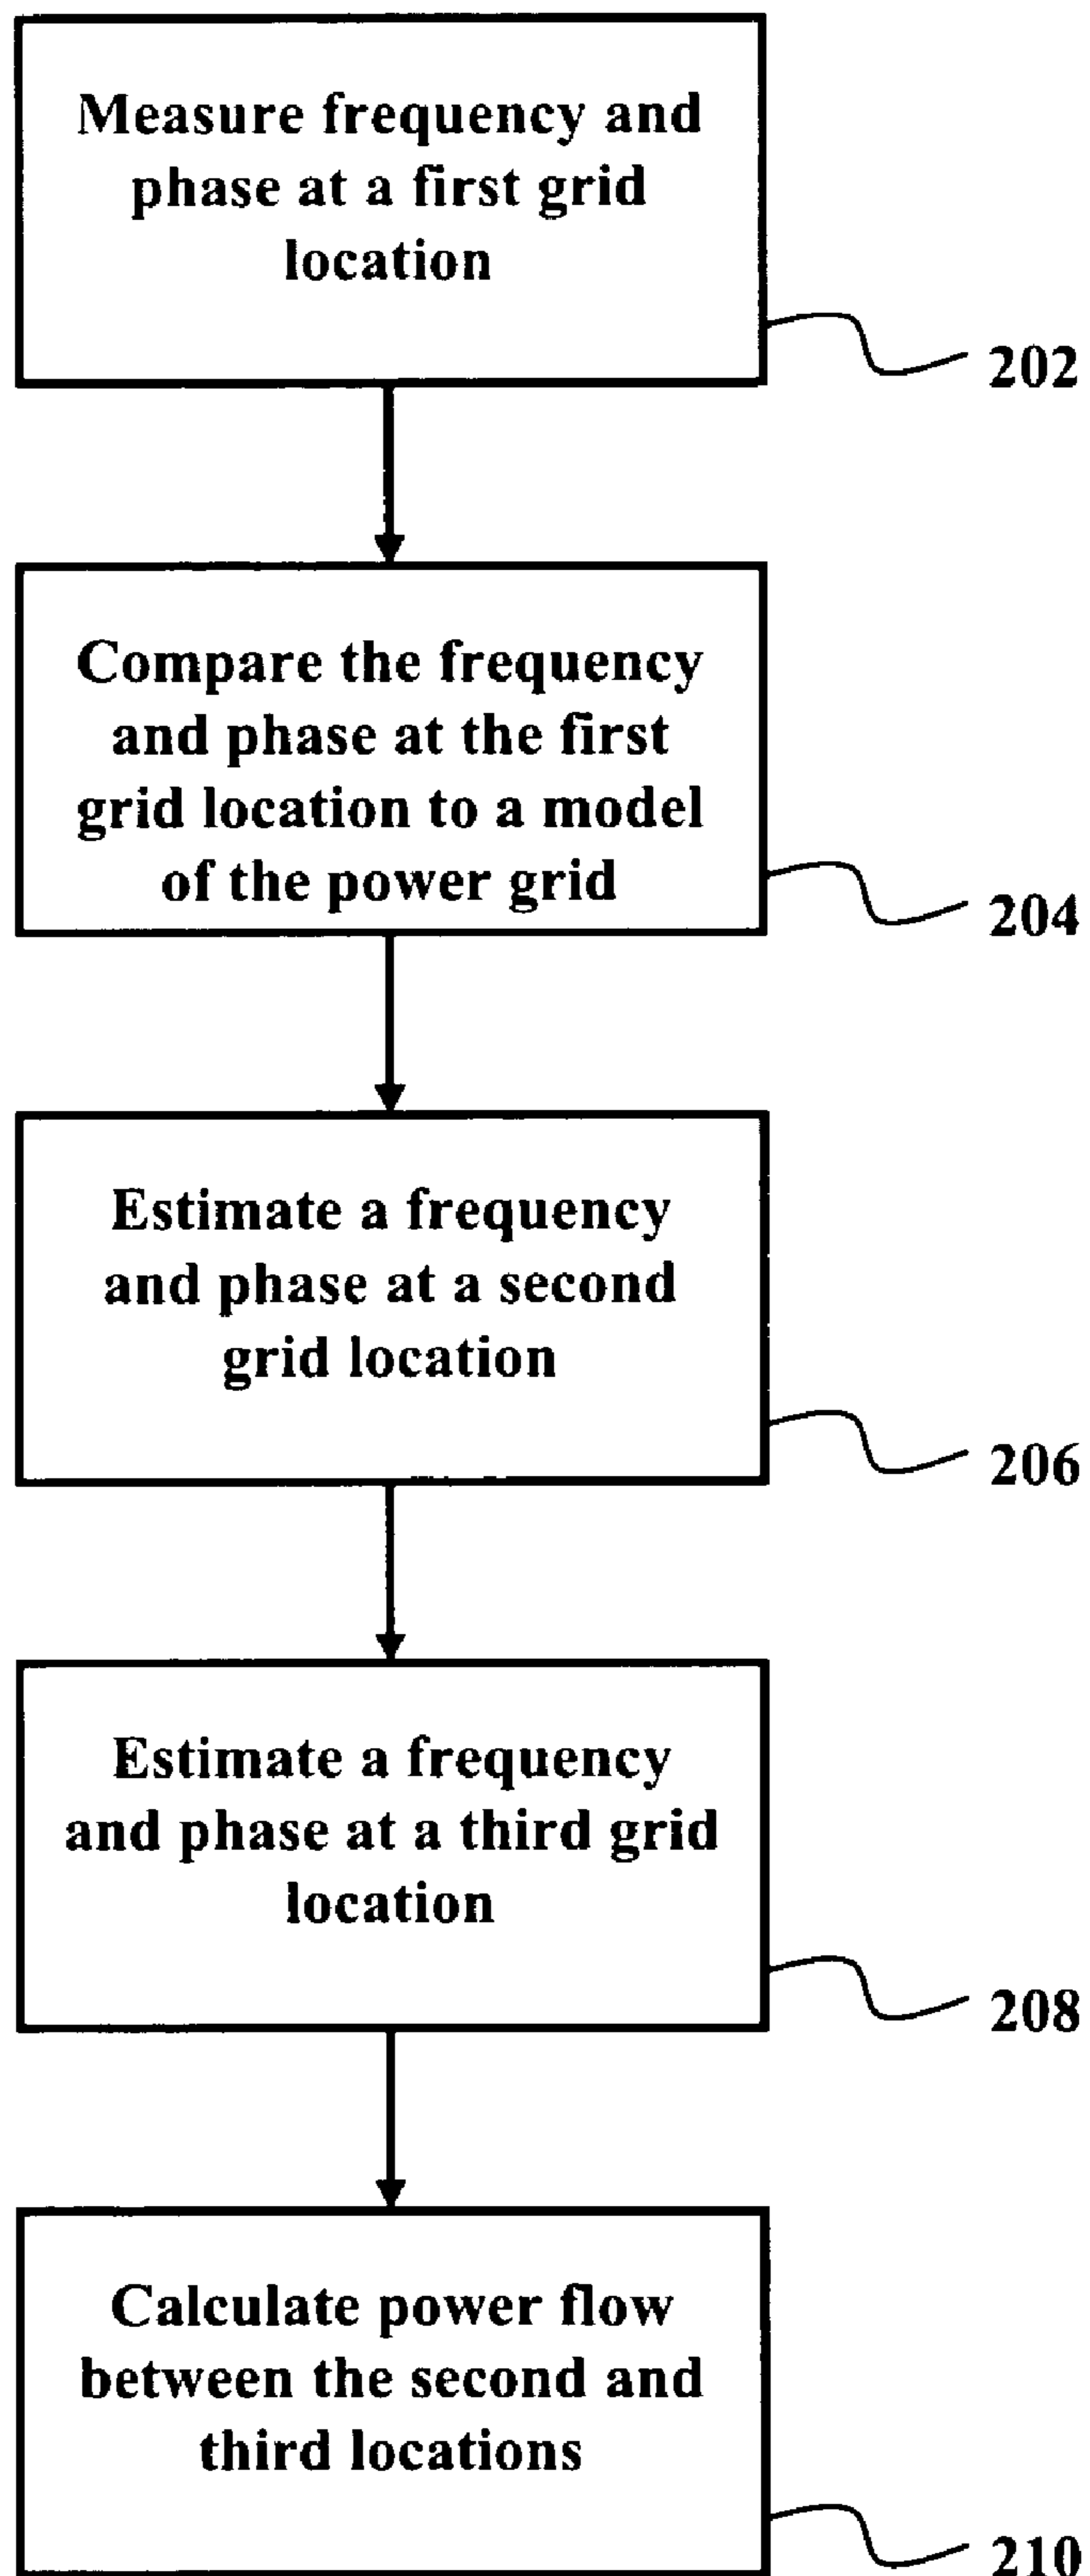 Measure frequency and
phase at a first grid
location
202
Compare the frequency
and phase at the first
grid location to a model
of the power grid
204
Estimate a frequency
and phase at a second
grid location
206
Estimate a frequency
and phase at a third grid
location
208
Calculate power flow
between the second and
third locations
210